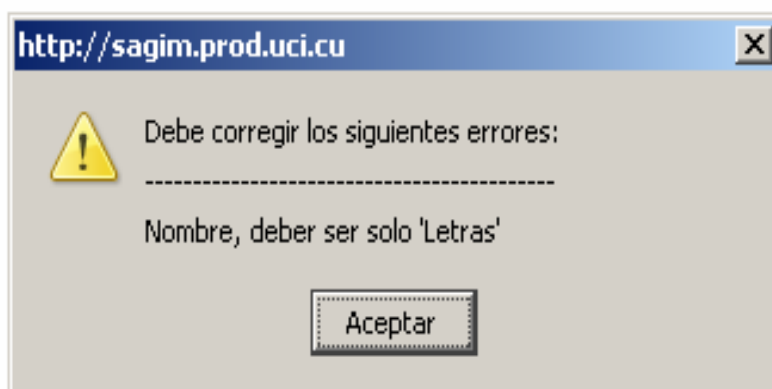 http://sagim.prod.uci.cu
Debe corregir los siguientes errores:
-------------------------------------------
Nombre, deber ser solo 'Letras'
Aceptar